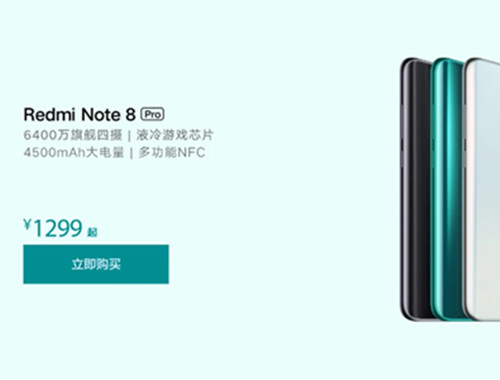 Redmi Note 8 Pro
6400万旗舰四摄 | 液冷游戏芯片
4500mAh大电量 | 多功能NFC
¥1299 起
立即购买